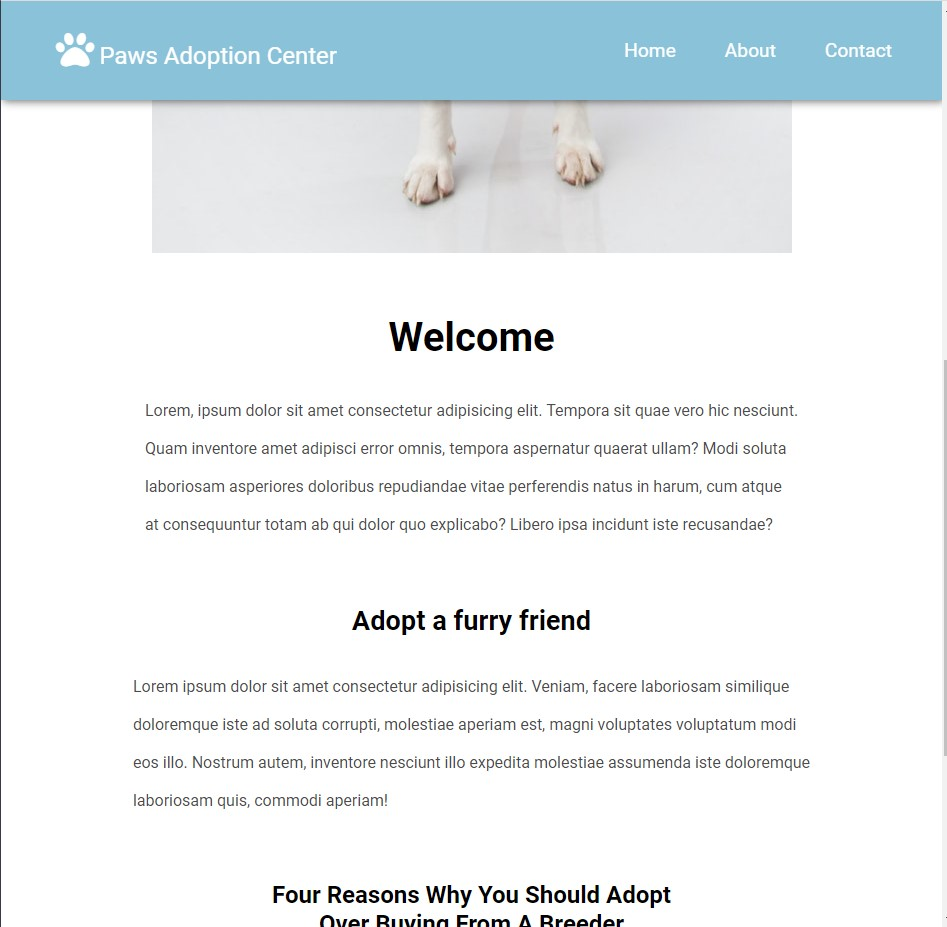 Paws Adoption Center
Home About Contact
Welcome
Lorem, ipsum dolor sit amet consectetur adipisicing elit. Tempora sit quae vero hic nesciunt.
Quam inventore amet adipisci error omnis, tempora aspernatur quaerat ullam? Modi soluta
laboriosam asperiores doloribus repudiandae vitae perferendis natus in harum, cum atque
at consequuntur totam ab qui dolor quo explicabo? Libero ipsa incidunt iste recusandae?
Adopt a furry friend
Lorem ipsum dolor sit amet consectetur adipisicing elit. Veniam, facere laboriosam similique
doloremque iste ad soluta corrupti, molestiae aperiam est, magni voluptates voluptatum modi
eos illo. Nostrum autem, inventore nesciunt illo expedita molestiae assumenda iste doloremque
laboriosam quis, commodi aperiam!
Four Reasons Why You Should Adopt
Over Buying From A Breeder